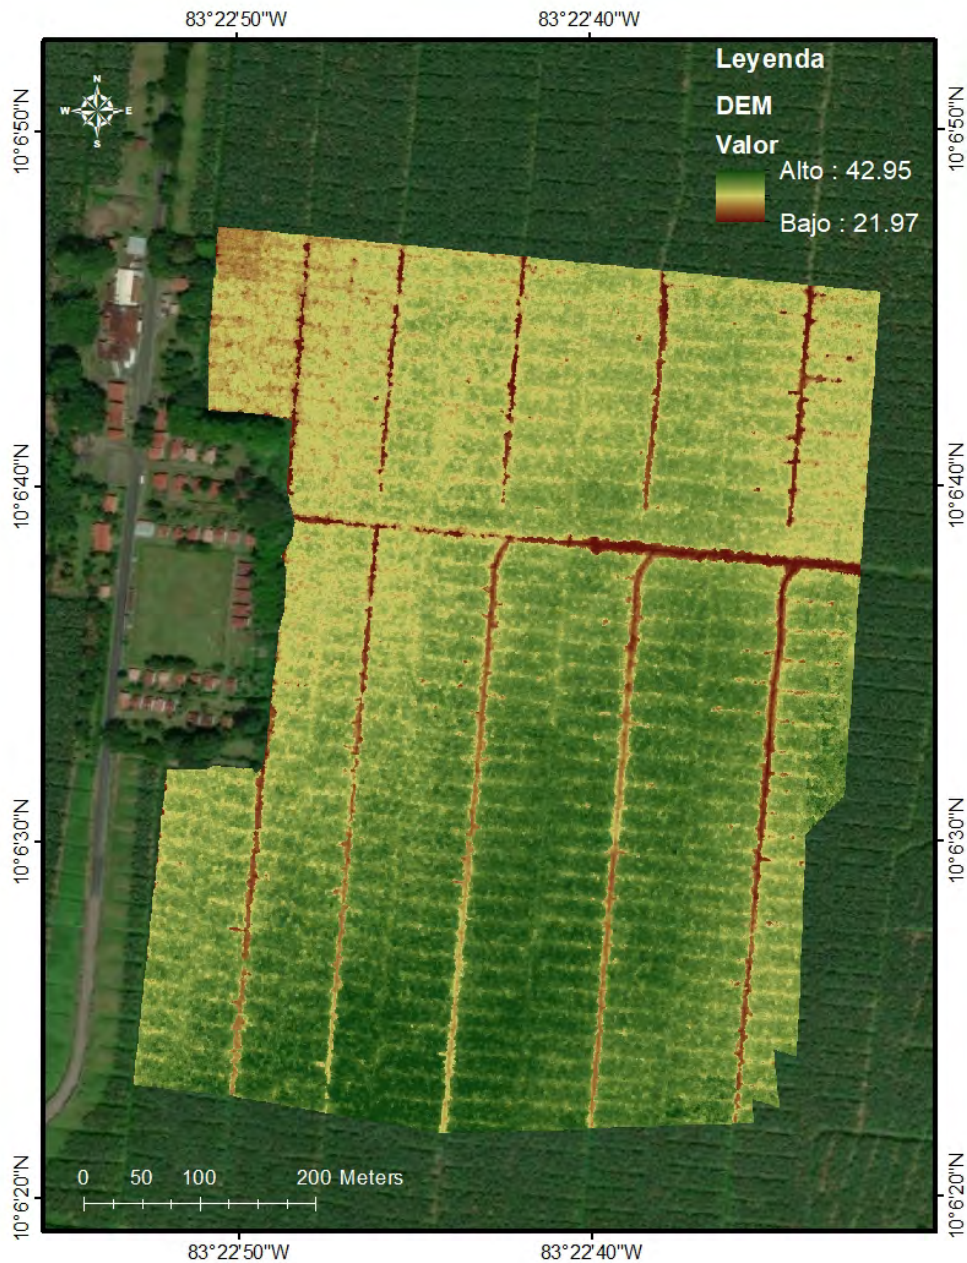 83°22'50"W 83°22'40"W
Leyenda
DEM
Valor
Alto : 42.95
Bajo : 21.97
N
W E
S
10°6'50"N 10°6'50"N
10°6'40"N 10°6'40"N
10°6'30"N 10°6'30"N
10°6'20"N 10°6'20"N
0 50 100 200 Meters
83°22'50"W 83°22'40"W